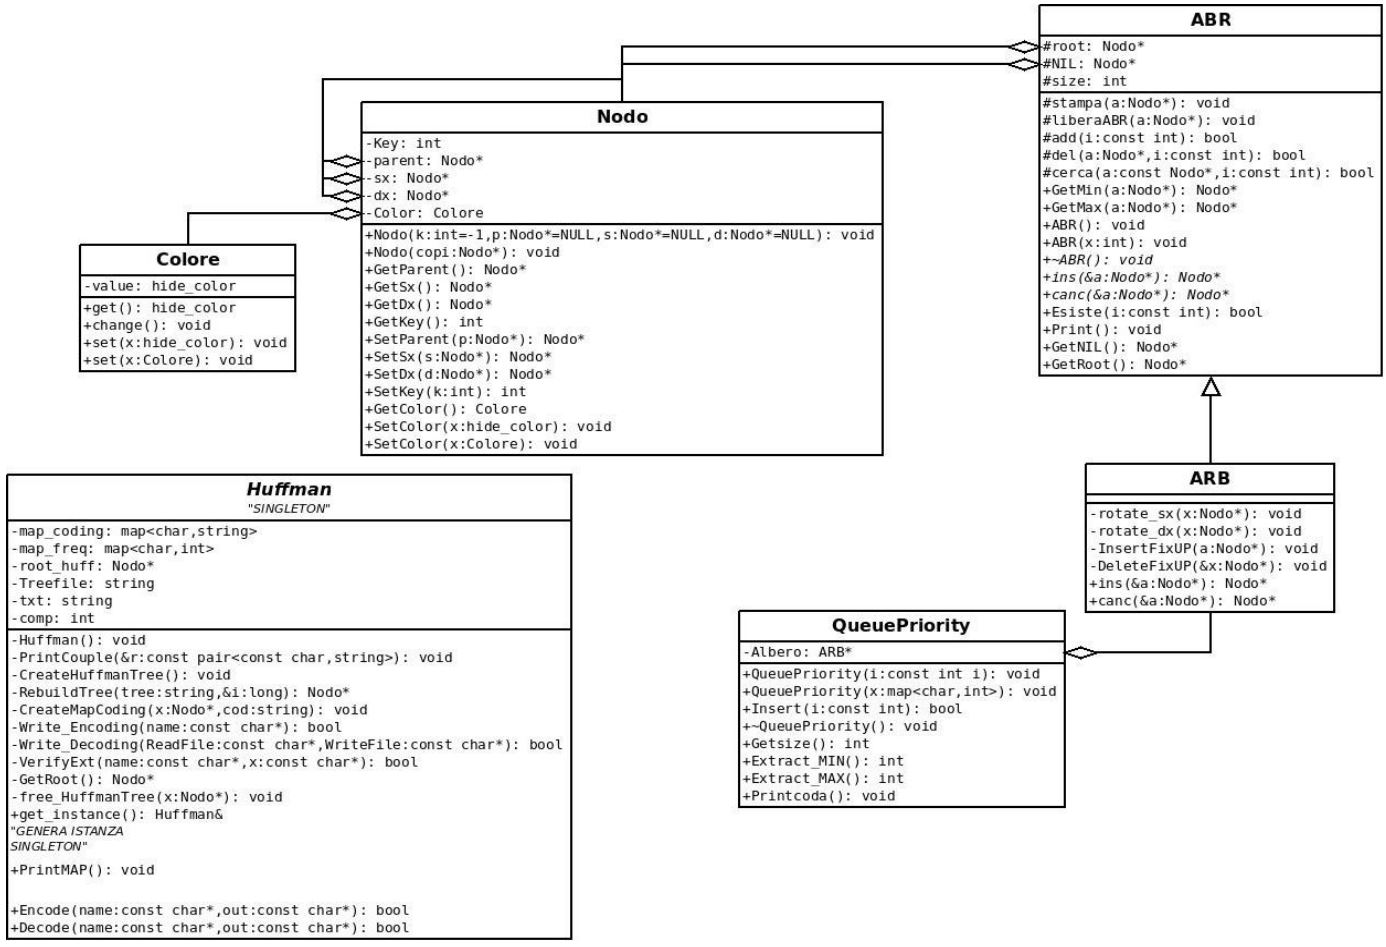 ABR
#root: Nodo*
#NIL: Nodo*
#size: int
#stampa(a:Nodo*): void
#liberaABR(a:Nodo*): void
#add(i:const int): bool
#del(a:Nodo*,i:const int): bool
#cerca(a:const Nodo*,i:const int): bool
+GetMin(a:Nodo*): Nodo*
+GetMax(a:Nodo*): Nodo*
+ABR(): void
+ABR(x:int): void
+~ABR(): void
+ins(&a:Nodo*): Nodo*
+canc(&a:Nodo*): Nodo*
+Esiste(i:const int): bool
+Print(): void
+GetNIL(): Nodo*
+GetRoot(): Nodo*
Nodo
-Key: int
-parent: Nodo*
-sx: Nodo*
-dx: Nodo*
-Color: Colore
+Nodo(k:int=-1,p:Nodo*=NULL,s:Nodo*=NULL,d:Nodo*=NULL): void
+Nodo(copi:Nodo*): void
+GetParent(): Nodo*
+GetSx(): Nodo*
+GetDx(): Nodo*
+GetKey(): int
+SetParent(p:Nodo*): Nodo*
+SetSx(s:Nodo*): Nodo*
+SetDx(d:Nodo*): Nodo*
+SetKey(k:int): int
+GetColor(): Colore
+SetColor(x:hide_color): void
+SetColor(x:Colore): void
Colore
-value: hide_color
+get(): hide_color
+change(): void
+set(x:hide_color): void
+set(x:Colore): void
ARB
-rotate_sx(x:Nodo*): void
-rotate_dx(x:Nodo*): void
-InsertFixUP(a:Nodo*): void
-DeleteFixUP(&x:Nodo*): void
+ins(&a:Nodo*): Nodo*
+canc(&a:Nodo*): Nodo*
Huffman
"SINGLETON"
-map_coding: map<char,string>
-map_freq: map<char,int>
-root_huff: Nodo*
-Treefile: string
-txt: string
-comp: int
-Huffman(): void
-PrintCouple(&r:const pair<const char,string>): void
-CreateHuffmanTree(): void
-RebuildTree(tree:string,&i:long): Nodo*
-CreateMapCoding(x:Nodo*,cod:string): void
-Write_Encoding(name:const char*): bool
-Write_Decoding(ReadFile:const char*,WriteFile:const char*): bool
-VerifyExt(name:const char*,x:const char*): bool
-GetRoot(): Nodo*
-free_HuffmanTree(x:Nodo*): void
+get_instance(): Huffman&
"GENERA ISTANZA
SINGLETON"
+PrintMAP(): void
+Encode(name:const char*,out:const char*): bool
+Decode(name:const char*,out:const char*): bool
QueuePriority
-Albero: ARB*
+QueuePriority(i:const int i): void
+QueuePriority(x:map<char,int>): void
+Insert(i:const int): bool
+~QueuePriority(): void
+Getsize(): int
+Extract_MIN(): int
+Extract_MAX(): int
+Printcoda(): void